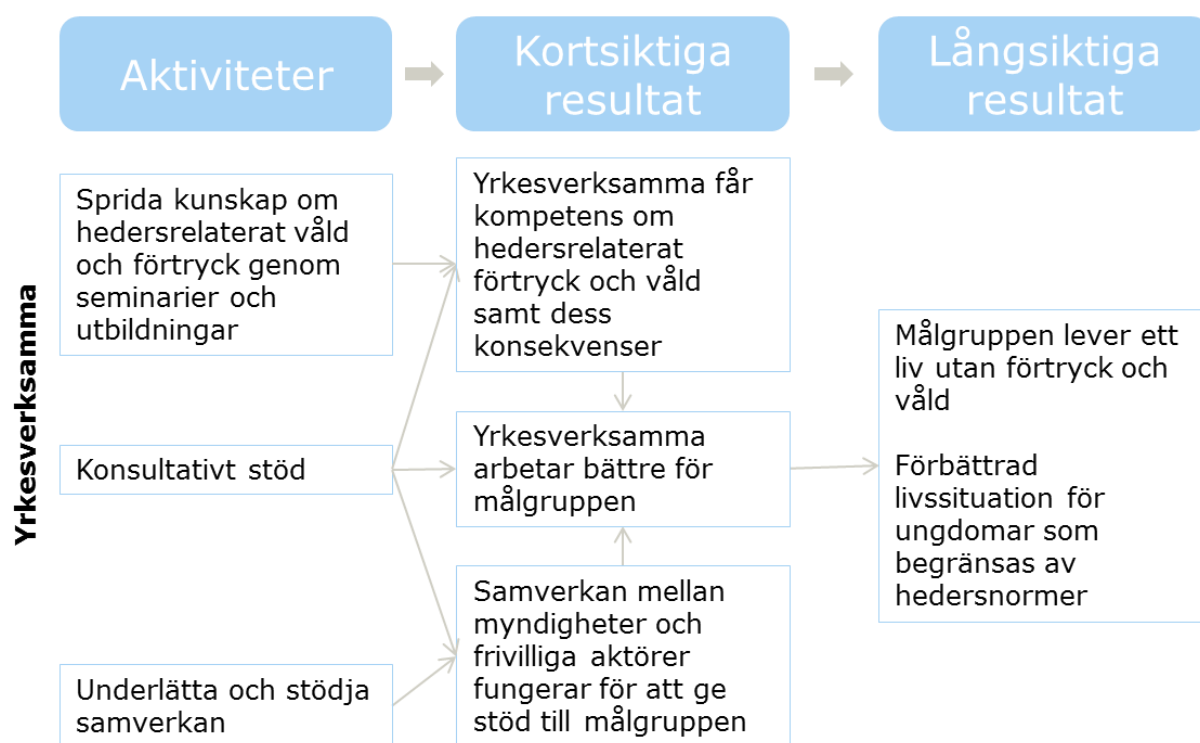 Aktiviteter
Kortsiktiga
resultat
Långsiktiga
resultat
Yrkesverksamma
Sprida kunskap om
hedersrelaterat våld
och förtryck genom
seminarier och
utbildningar
Konsultativt stöd
Underlätta och stödja
samverkan
Yrkesverksamma får
kompetens om
hedersrelaterat
förtryck och våld
samt dess
konsekvenser
Yrkesverksamma
arbetar bättre för
målgruppen
Samverkan mellan
myndigheter och
frivilliga aktörer
fungerar för att ge
stöd till målgruppen
Målgruppen lever ett
liv utan förtryck och
våld
Förbättrad
livssituation för
ungdomar som
begränsas av
hedersnormer